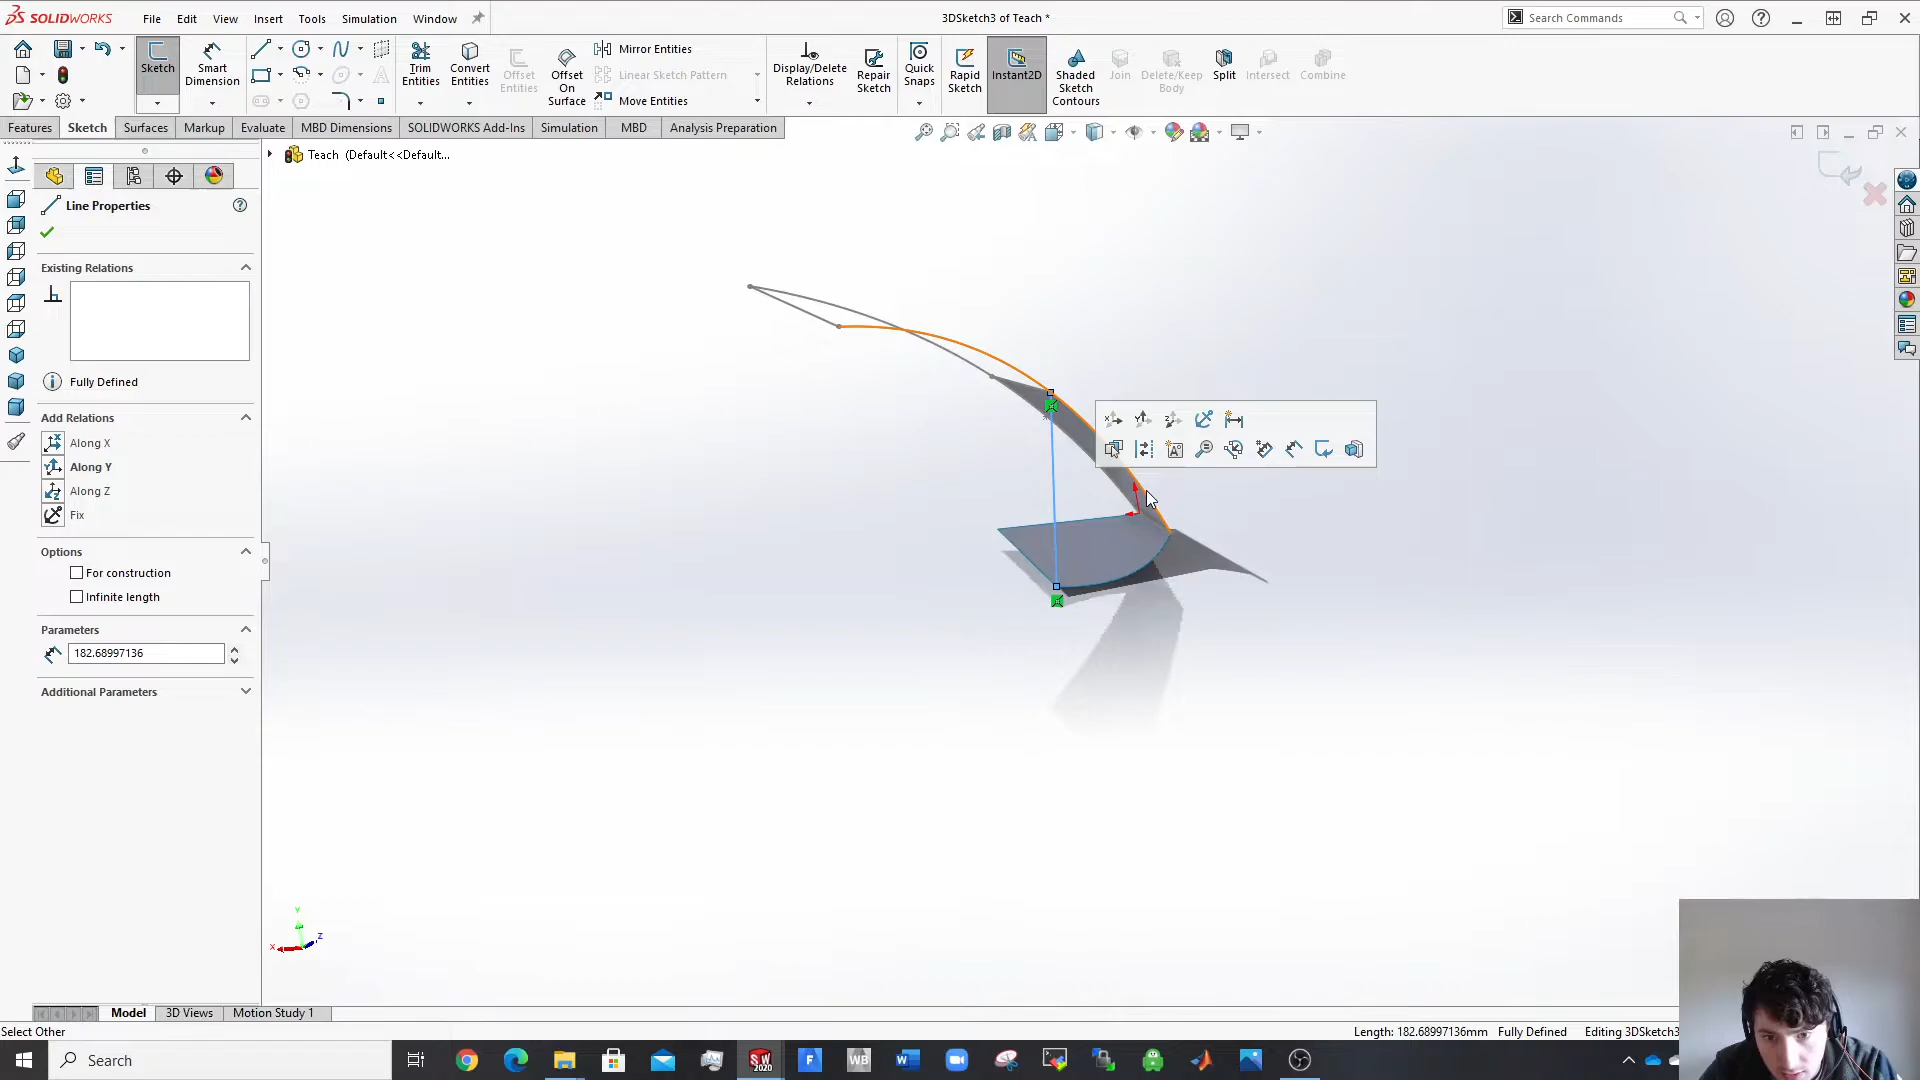 SOLIDWORKS
File Edit View Insert Tools Simulation Window
3DSketch3 of Teach *
Search Commands
Sketch
Smart Dimension
Trim Entities
Convert Entities
Offset Entities
Offset On Surface
Mirror Entities
Linear Sketch Pattern
Move Entities
Display/Delete Relations
Repair Sketch
Quick Snaps
Rapid Sketch
Instant2D
Shaded Sketch Contours
Join
Delete/Keep Body
Split
Intersect
Combine
Features Sketch Surfaces Markup Evaluate MBD Dimensions SOLIDWORKS Add-Ins Simulation MBD Analysis Preparation
Teach (Default<<Default...
Line Properties
Existing Relations
Fully Defined
Add Relations
Along X
Along Y
Along Z
Fix
Options
For construction
Infinite length
Parameters
182.68997136
Additional Parameters
Y
X
Z
Model 3D Views Motion Study 1
Select Other
Length: 182.68997136mm Fully Defined Editing 3DSketch3
Search
SW 2020
F
WB